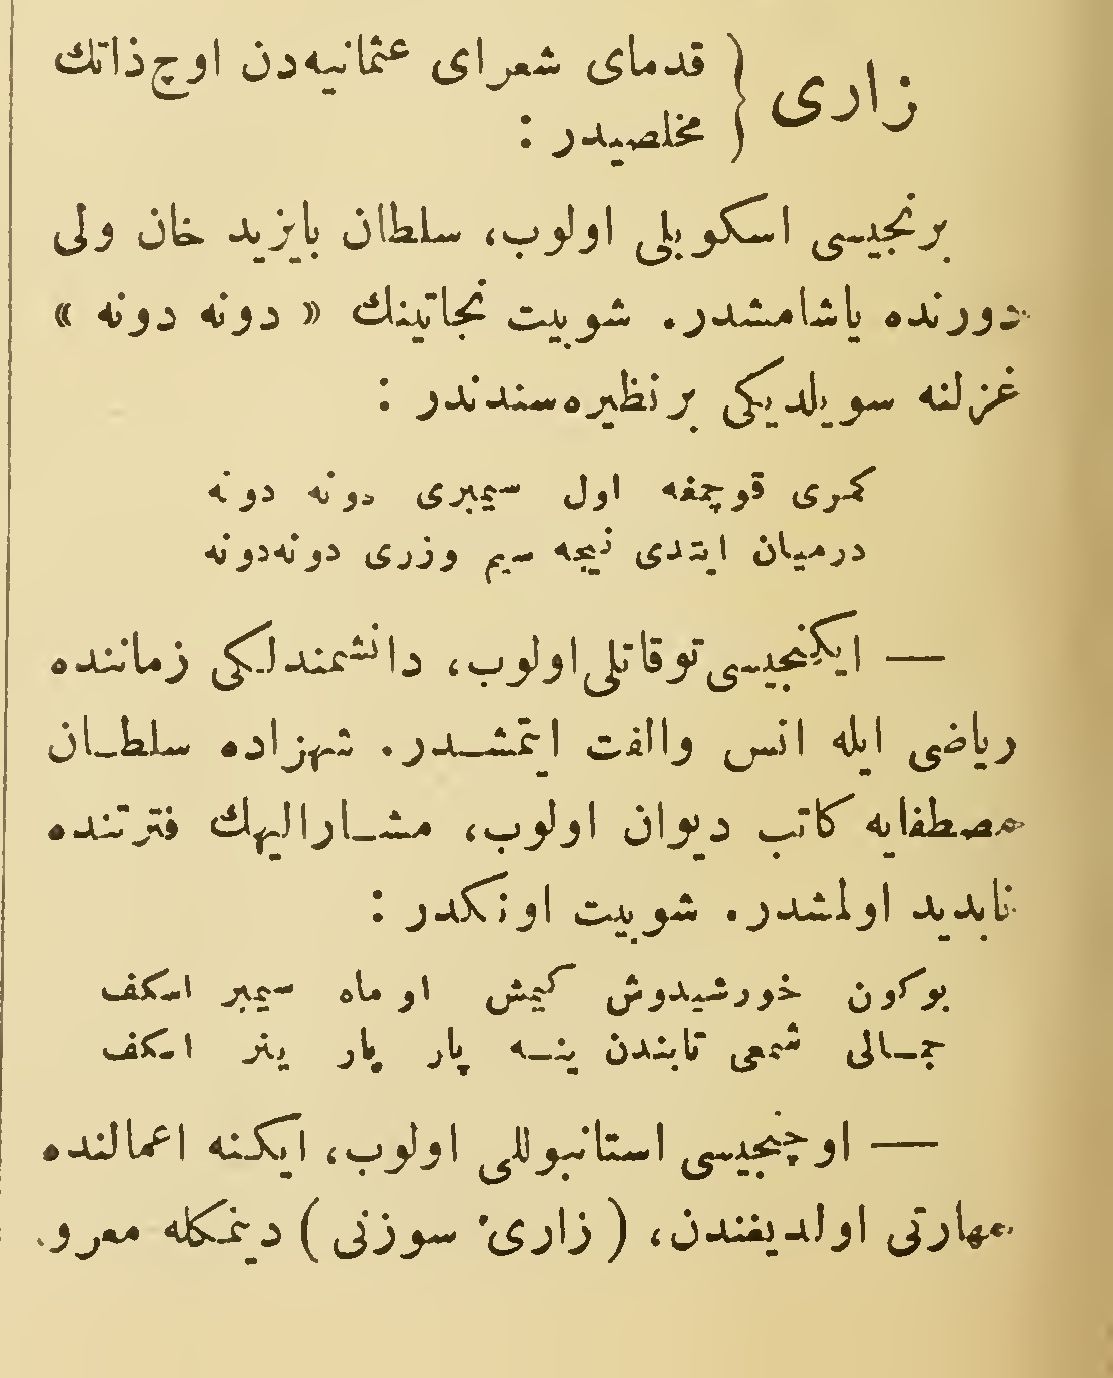 زاری { قدمای شعرای عثمانیه‌دن اوچ ذاتك
مخلصیدر :
برنجیسی اسکوبلی اولوب، سلطان بایزید خان ولی
دورنده یاشامشدر. شوبیت نجاتینك « دونه دونه »
غزلنه سویلدیکی برنظیره‌سندندر :
کمری قوچمغه اول سیمبری دونه دونه
درمیان ایتدی نیجه سیم وزری دونه‌دونه
— ایکنجیسی توقاتلی اولوب، دانشمندلکی زماننده
ریاضی ایله انس والفت ایتمشدر. شهزاده سلطان
مصطفایه کاتب دیوان اولوب، مشارالیهك فترتنده
ناپدید اولمشدر. شوبیت اونکدر :
بوکون خورشیدوش کیمش او ماه سیمبر اسکف
جمالی شمعی تابندن ینه پار پار ینر اسکف
— اوچنجیسی استانبوللی اولوب، ایکنه اعمالنده
مهارتی اولدیغندن، ( زاریٔ سوزنی ) دینمکله معرو.